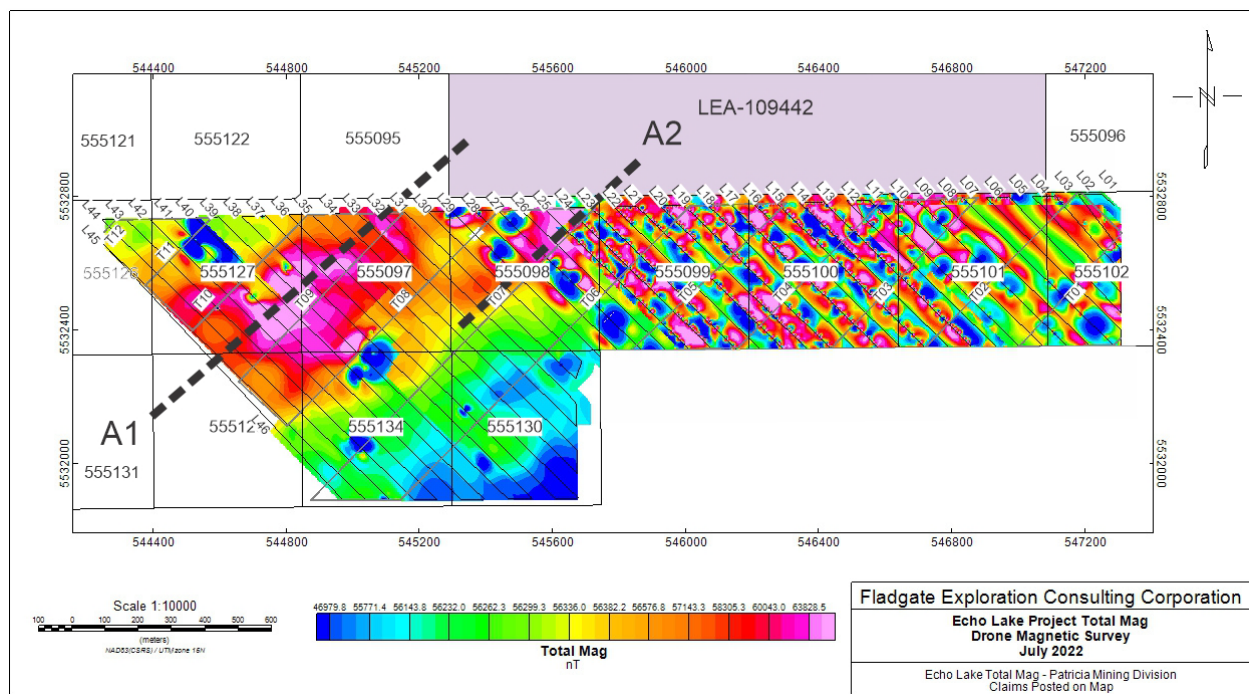 544400 544800 545200 545600 546000 546400 546800 547200
LEA-109442
N
555121 555122 555095 A2 555096
5532800 5532800
L44 L43 L42 L41 L40 L39 L38 L37 L36 L35 L34 L33 L32 L31 L30 L29 L28 L27 L26 L25 L24 L23 L20 L18 L17 L16 L15 L14 L13 L12 L11 L10 L09 L08 L07 L06 L05 L04 L03 L02 L01
L45 T12 T11
555126 555127 555097 555098 555099 555100 555101 555102
T10 T09 T08 T07 T06 T05 T04 T03 T02 T01
5532400 5532400
A1 55512 L46 555134 555130
555131
5532000 5532000
544400 544800 545200 545600 546000 546400 546800 547200
Scale 1:10000
100 0 100 200 300 400 500 600
(meters)
NAD83(CSRS) / UTM zone 15N
46979.8 55771.4 56143.8 56232.0 56262.3 56299.3 56336.0 56382.2 56576.8 57143.3 58305.3 60043.0 63828.5
Total Mag
nT
Fladgate Exploration Consulting Corporation
Echo Lake Project Total Mag
Drone Magnetic Survey
July 2022
Echo Lake Total Mag - Patricia Mining Division
Claims Posted on Map